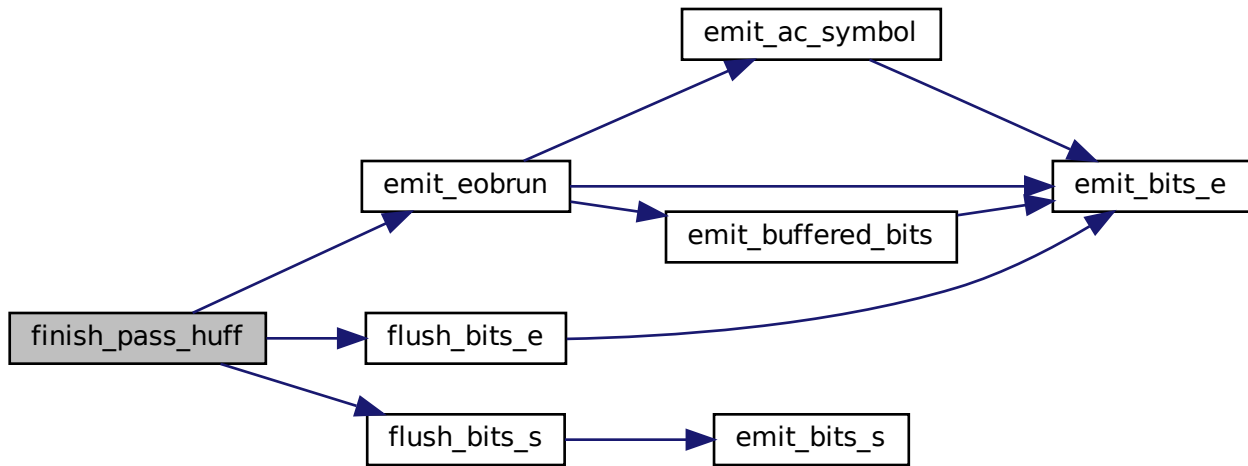 emit_ac_symbol
emit_eobrun
emit_bits_e
emit_buffered_bits
finish_pass_huff
flush_bits_e
flush_bits_s
emit_bits_s